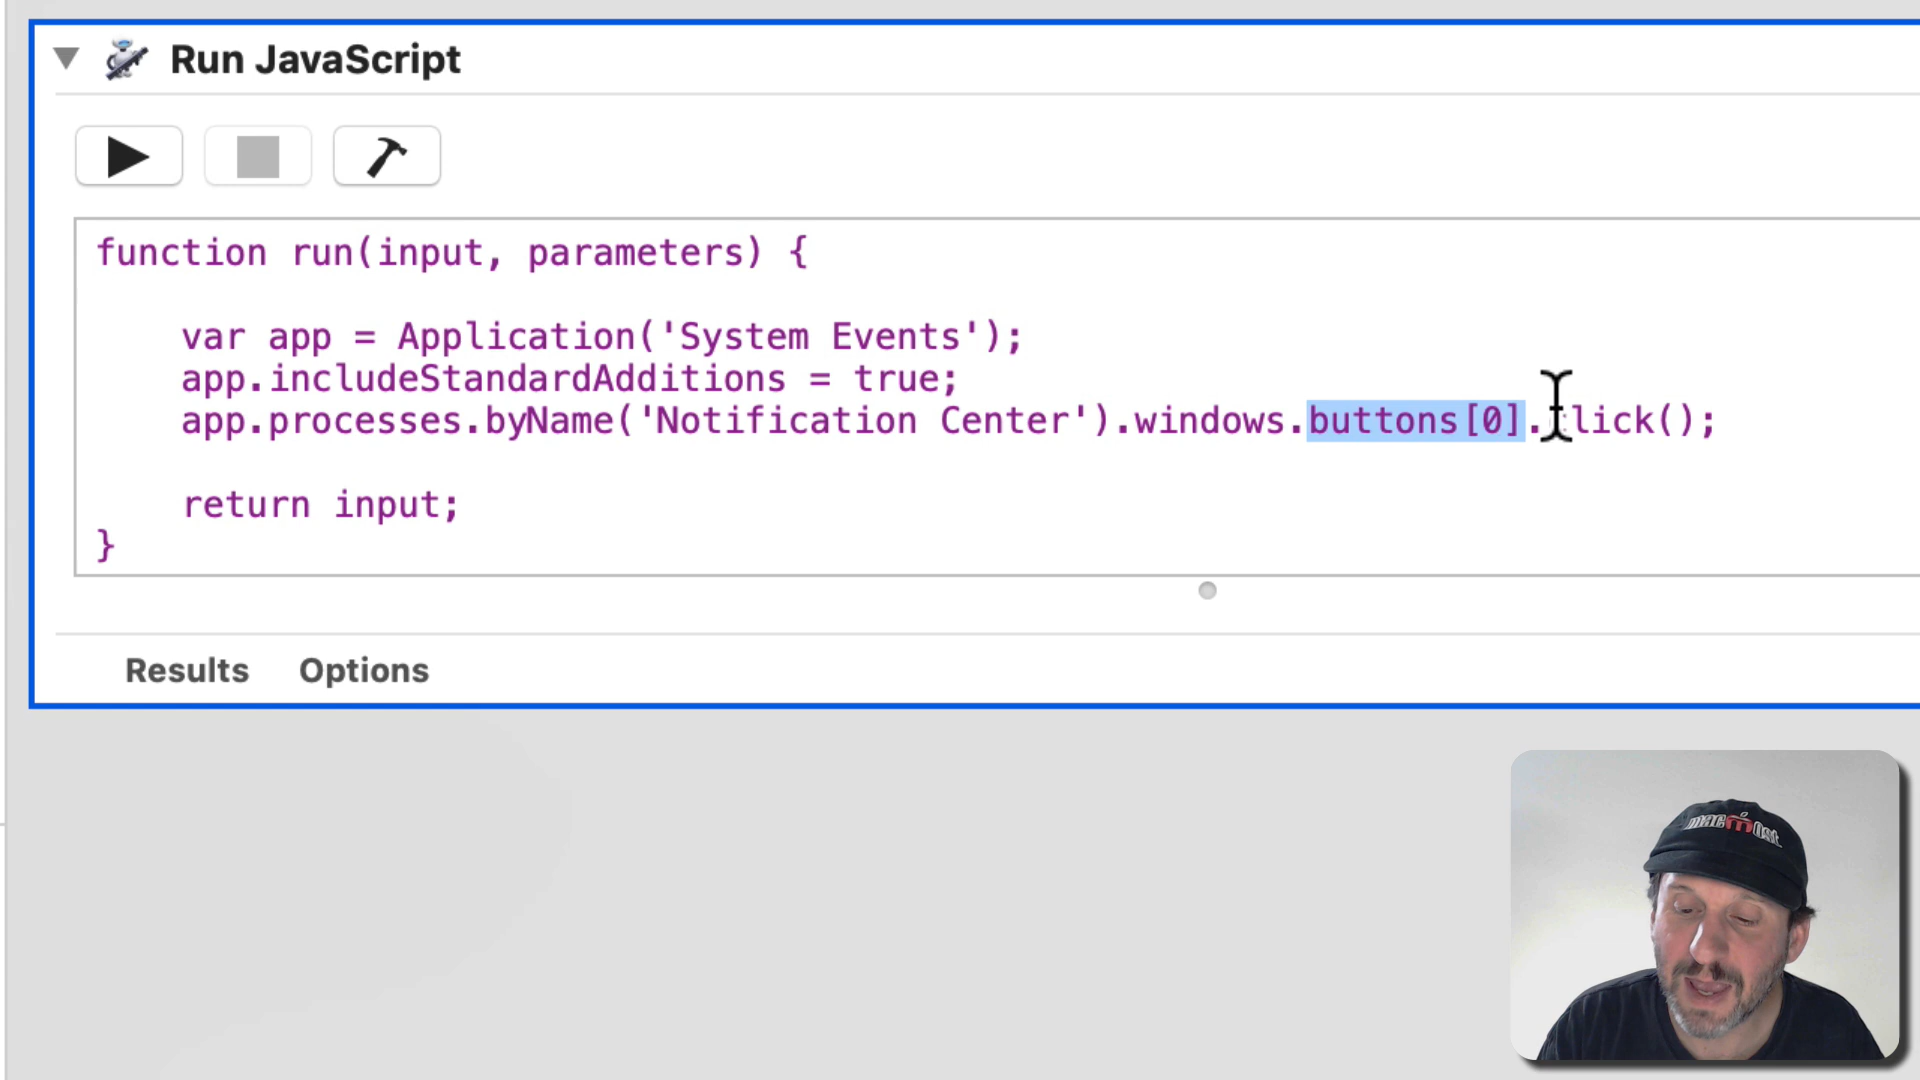 Run JavaScript
function run(input, parameters) {
var app = Application('System Events');
app.includeStandardAdditions = true;
app.processes.byName('Notification Center').windows.buttons[0].click();
return input;
}
Results Options
macmost